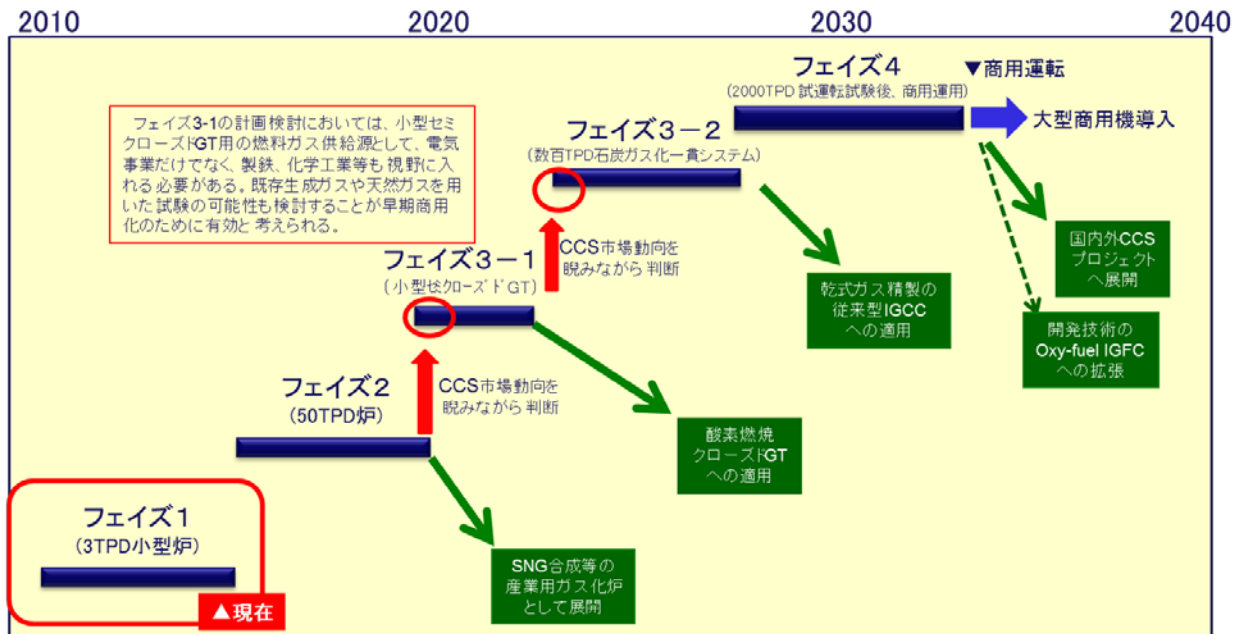 2010
2020
2030
2040
フェイズ4
(2000TPD 試運転試験後、商用運用)
▼商用運転
大型商用機導入
フェイズ3-1の計画検討においては、小型セミ
クローズドGT用の燃料ガス供給源として、電気
事業だけでなく、製鉄、化学工業等も視野に入
れる必要がある。既存生成ガスや天然ガスを用
いた試験の可能性も検討することが早期商用
化のために有効と考えられる。
フェイズ3-2
(数百TPD石炭ガス化一貫システム)
CCS市場動向を
睨みながら判断
国内外CCS
プロジェクト
へ展開
フェイズ3-1
クローズドGT)
乾式ガス精製の
従来型IGCC
への適用
開発技術の
Oxy-fuel IGFC
への拡張
フェイズ2
(50TPD炉)
CCS市場動向を
睨みながら判断
酸素燃焼
クローズドGT
への適用
フェイズ1
(3TPD小型炉)
▲現在
SNG合成等の
産業用ガス化炉
として展開